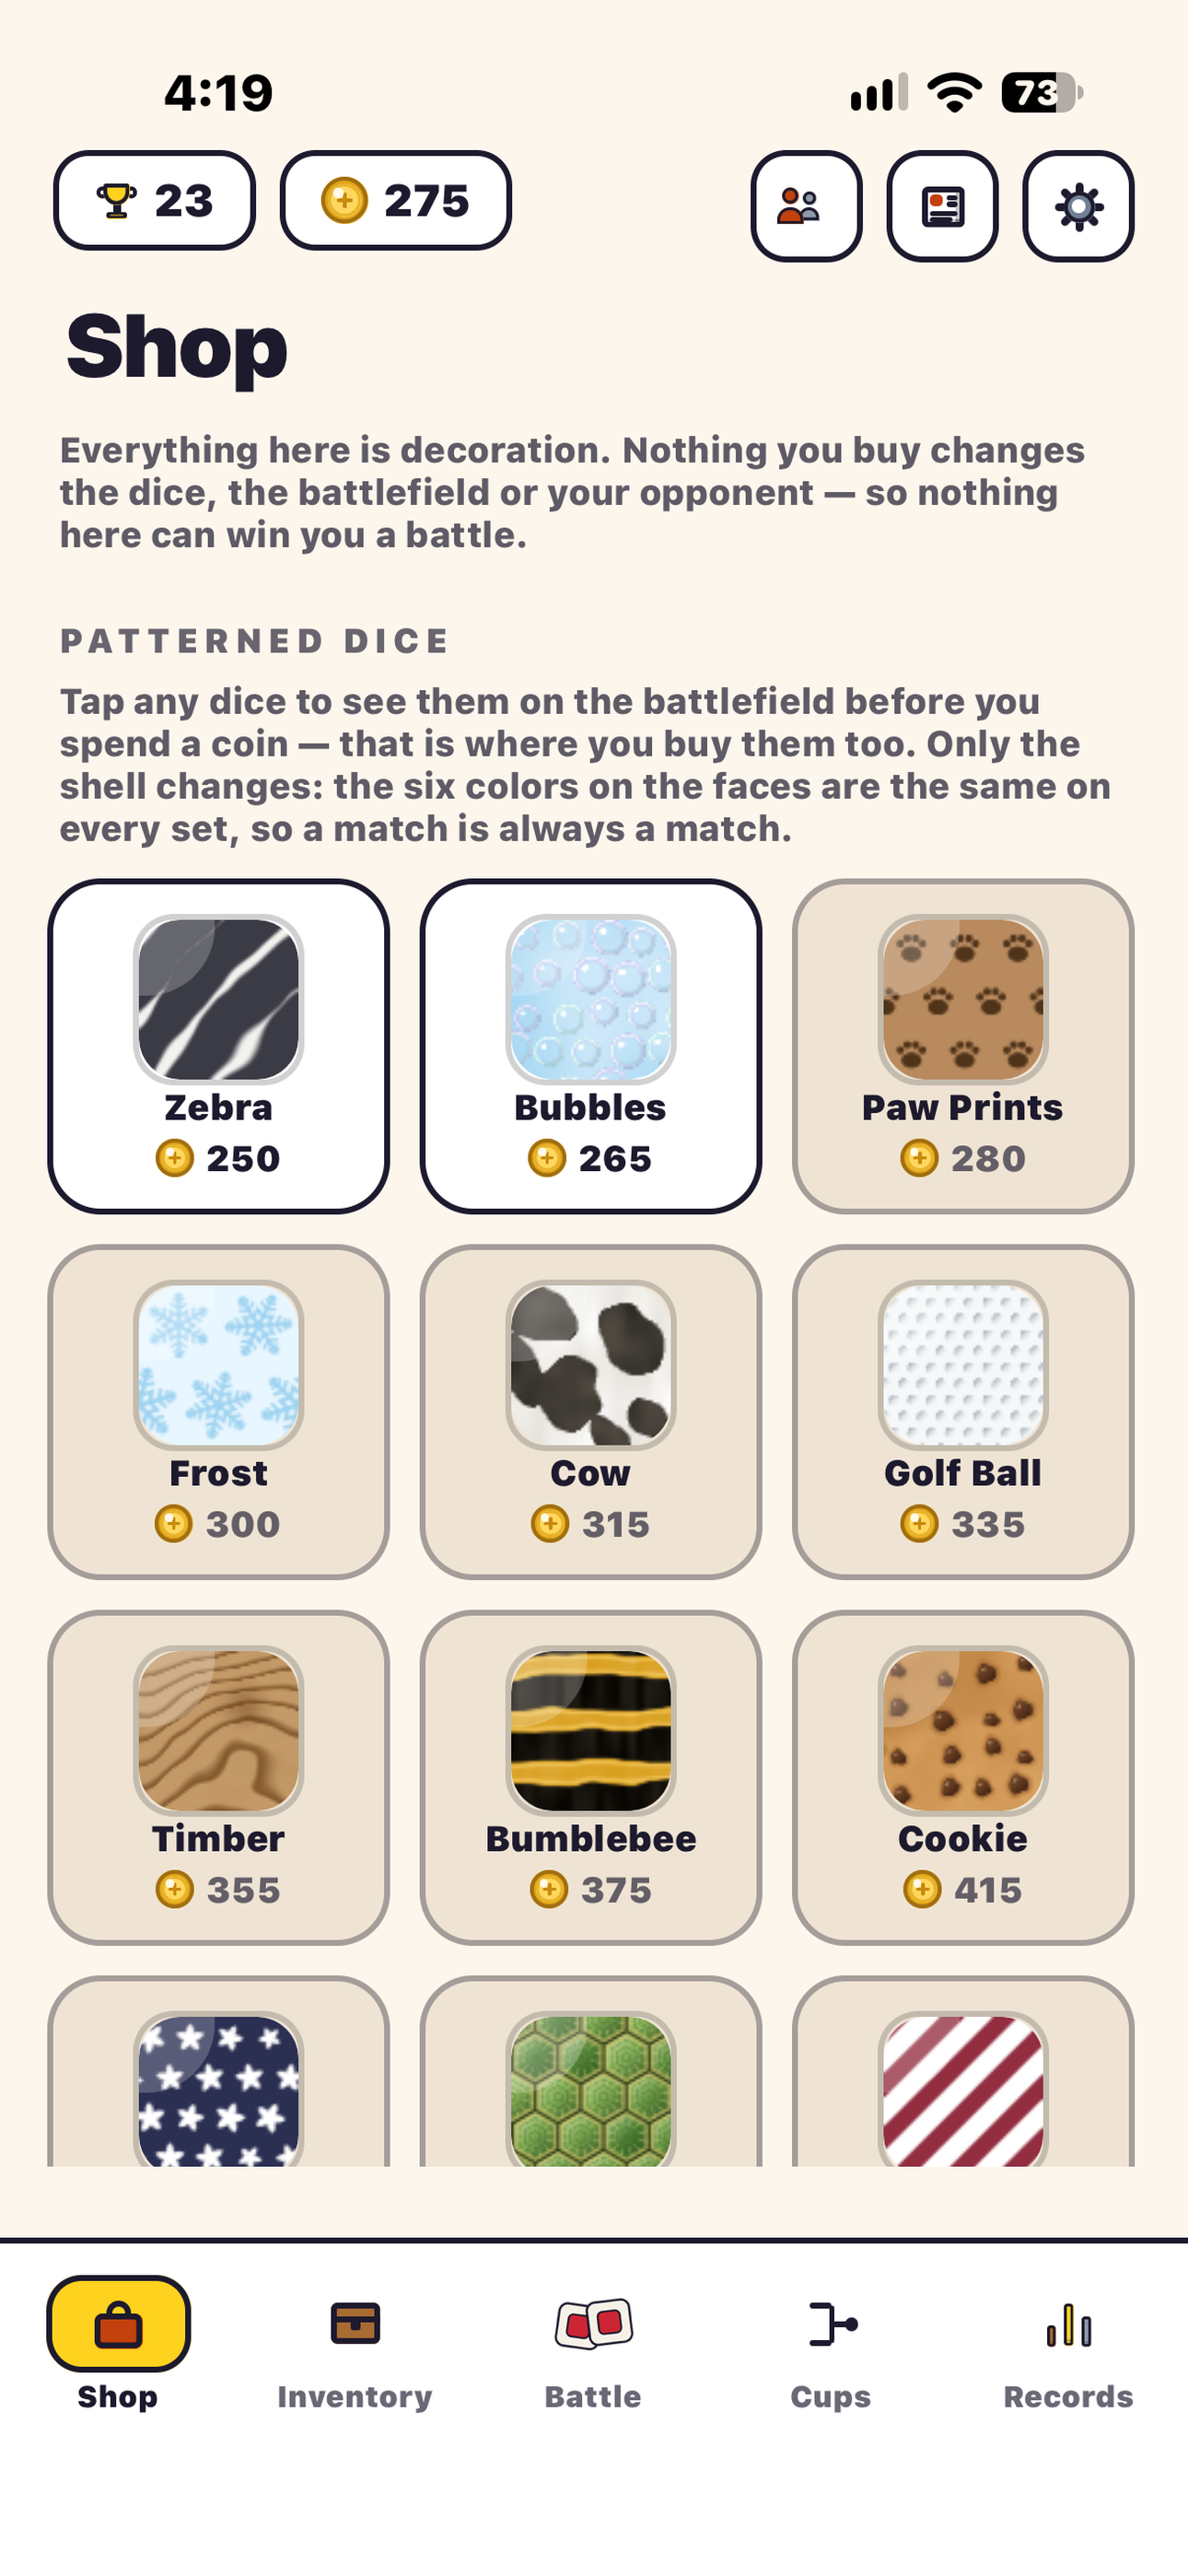 4:19
73
23
275
Shop
Everything here is decoration. Nothing you buy changes
the dice, the battlefield or your opponent — so nothing
here can win you a battle.
PATTERNED DICE
Tap any dice to see them on the battlefield before you
spend a coin — that is where you buy them too. Only the
shell changes: the six colors on the faces are the same on
every set, so a match is always a match.
Zebra
250
Bubbles
265
Paw Prints
280
Frost
300
Cow
315
Golf Ball
335
Timber
355
Bumblebee
375
Cookie
415
Shop
Inventory
Battle
Cups
Records